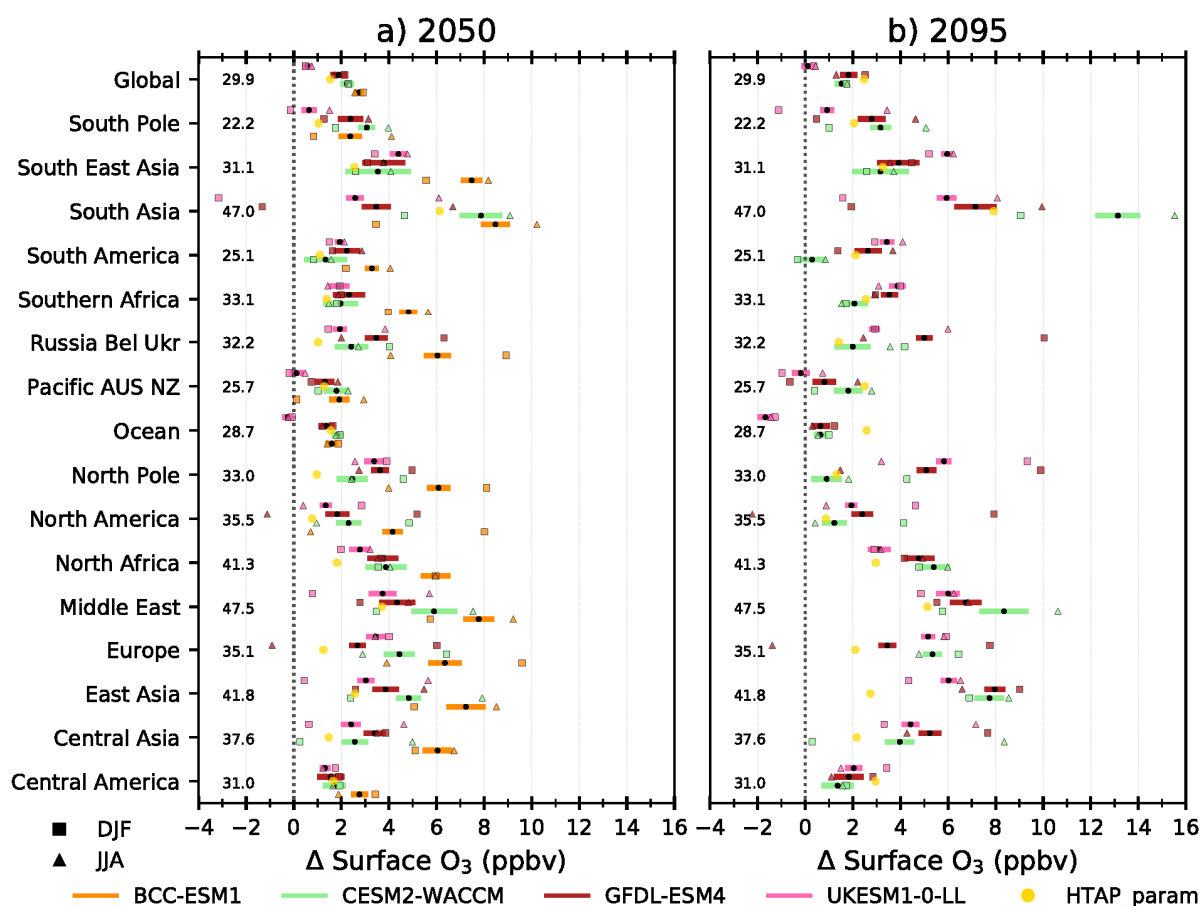 a) 2050
b) 2095
Global 29.9 29.9
South Pole 22.2 22.2
South East Asia 31.1 31.1
South Asia 47.0 47.0
South America 25.1 25.1
Southern Africa 33.1 33.1
Russia Bel Ukr 32.2 32.2
Pacific AUS NZ 25.7 25.7
Ocean 28.7 28.7
North Pole 33.0 33.0
North America 35.5 35.5
North Africa 41.3 41.3
Middle East 47.5 47.5
Europe 35.1 35.1
East Asia 41.8 41.8
Central Asia 37.6 37.6
Central America 31.0 31.0
−4 −2 0 2 4 6 8 10 12 14 16
−4 −2 0 2 4 6 8 10 12 14 16
DJF
JJA
Δ Surface O₃ (ppbv)
Δ Surface O₃ (ppbv)
BCC-ESM1 CESM2-WACCM GFDL-ESM4 UKESM1-0-LL HTAP_param